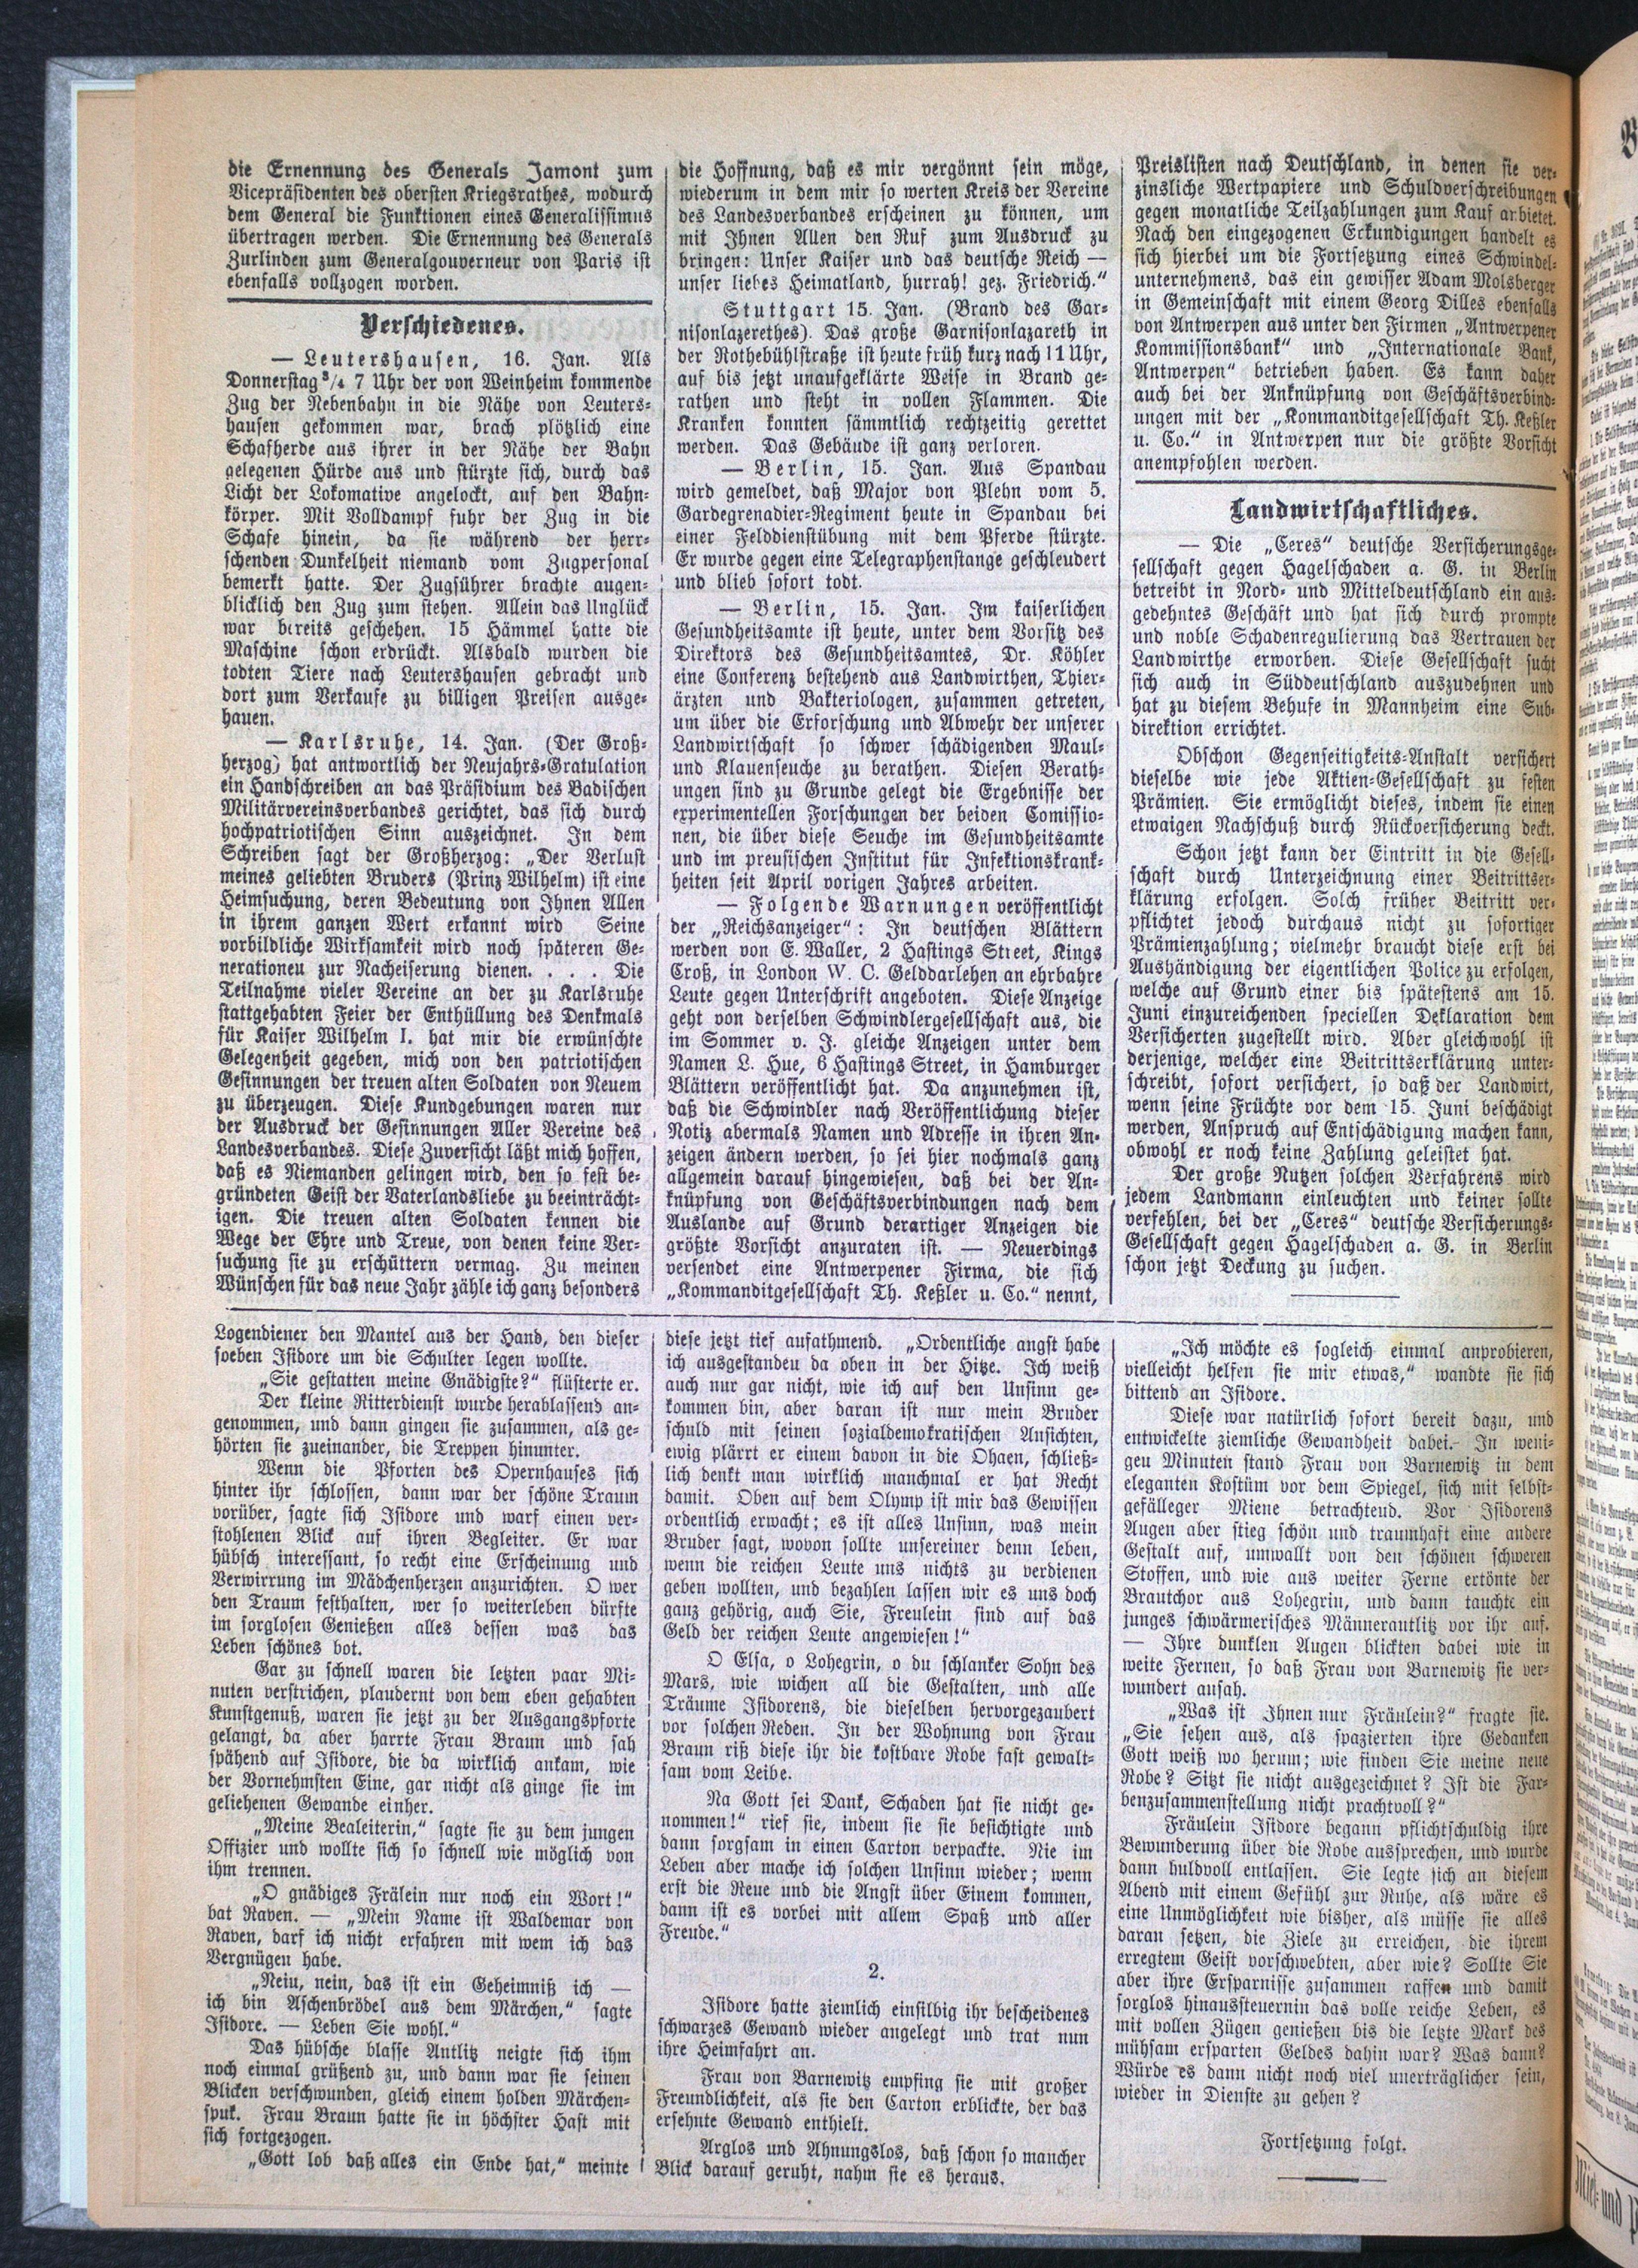 die Ernennung des Generals Jamont zum
Vicepräsidenten des obersten Kriegsrathes, wodurch
dem General die Funktionen eines Generalissimus
übertragen werden. Die Ernennung des Generals
Zurlinden zum Generalgouverneur von Paris ist
ebenfalls vollzogen worden.
Verschiedenes.
— Leutershausen, 16. Jan. Als
Donnerstag ³/₄ 7 Uhr der von Weinheim kommende
Zug der Nebenbahn in die Nähe von Leuters-
hausen gekommen war, brach plötzlich eine
Schafherde aus ihrer in der Nähe der Bahn
gelegenen Hürde aus und stürzte sich, durch das
Licht der Lokomative angelockt, auf den Bahn-
körper. Mit Volldampf fuhr der Zug in die
Schafe hinein, da sie während der herr-
schenden Dunkelheit niemand vom Zugpersonal
bemerkt hatte. Der Zugsführer brachte augen-
blicklich den Zug zum stehen. Allein das Unglück
war bereits geschehen. 15 Hämmel hatte die
Maschine schon erdrückt. Alsbald wurden die
todten Tiere nach Leutershausen gebracht und
dort zum Verkaufe zu billigen Preisen ausge-
hauen.
— Karlsruhe, 14. Jan. (Der Groß-
herzog) hat antwortlich der Neujahrs-Gratulation
ein Handschreiben an das Präsidium des Badischen
Militärvereinsverbandes gerichtet, das sich durch
hochpatriotischen Sinn auszeichnet. In dem
Schreiben sagt der Großherzog: „Der Verlust
meines geliebten Bruders (Prinz Wilhelm) ist eine
Heimsuchung, deren Bedeutung von Ihnen Allen
in ihrem ganzen Wert erkannt wird Seine
vorbildliche Wirksamkeit wird noch späteren Ge-
nerationeu zur Nacheiserung dienen. . . . Die
Teilnahme vieler Vereine an der zu Karlsruhe
stattgehabten Feier der Enthüllung des Denkmals
für Kaiser Wilhelm I. hat mir die erwünschte
Gelegenheit gegeben, mich von den patriotischen
Gesinnungen der treuen alten Soldaten von Neuem
zu überzeugen. Diese Kundgebungen waren nur
der Ausdruck der Gesinnungen Aller Vereine des
Landesverbandes. Diese Zuversicht läßt mich hoffen,
daß es Niemanden gelingen wird, den so fest be-
gründeten Geist der Vaterlandsliebe zu beeinträcht-
igen. Die treuen alten Soldaten kennen die
Wege der Ehre und Treue, von denen keine Ver-
suchung sie zu erschüttern vermag. Zu meinen
Wünschen für das neue Jahr zähle ich ganz besonders
die Hoffnung, daß es mir vergönnt sein möge,
wiederum in dem mir so werten Kreis der Vereine
des Landesverbandes erscheinen zu können, um
mit Ihnen Allen den Ruf zum Ausdruck zu
bringen: Unser Kaiser und das deutsche Reich —
unser liebes Heimatland, hurrah! gez. Friedrich.“
Stuttgart 15. Jan. (Brand des Gar-
nisonlazerethes). Das große Garnisonlazareth in
der Rothebühlstraße ist heute früh kurz nach 11 Uhr,
auf bis jetzt unaufgeklärte Weise in Brand ge-
rathen und steht in vollen Flammen. Die
Kranken konnten sämmtlich rechtzeitig gerettet
werden. Das Gebäude ist ganz verloren.
— Berlin, 15. Jan. Aus Spandau
wird gemeldet, daß Major von Plehn vom 5.
Gardegrenadier-Regiment heute in Spandau bei
einer Felddienstübung mit dem Pferde stürzte.
Er wurde gegen eine Telegraphenstange geschleudert
und blieb sofort todt.
— Berlin, 15. Jan. Im kaiserlichen
Gesundheitsamte ist heute, unter dem Vorsitz des
Direktors des Gesundheitsamtes, Dr. Köhler
eine Conferenz bestehend aus Landwirthen, Thier-
ärzten und Bakteriologen, zusammen getreten,
um über die Erforschung und Abwehr der unserer
Landwirtschaft so schwer schädigenden Maul-
und Klauenseuche zu berathen. Diesen Berath-
ungen sind zu Grunde gelegt die Ergebnisse der
experimentellen Forschungen der beiden Comissio-
nen, die über diese Seuche im Gesundheitsamte
und im preusischen Institut für Infektionskrank-
heiten seit April vorigen Jahres arbeiten.
— Folgende Warnungen veröffentlicht
der „Reichsanzeiger“: In deutschen Blättern
werden von E. Waller, 2 Hastings Street, Kings
Croß, in London W. C. Gelddarlehen an ehrbahre
Leute gegen Unterschrift angeboten. Diese Anzeige
geht von derselben Schwindlergesellschaft aus, die
im Sommer v. J. gleiche Anzeigen unter dem
Namen L. Hue, 6 Hastings Street, in Hamburger
Blättern veröffentlicht hat. Da anzunehmen ist,
daß die Schwindler nach Veröffentlichung dieser
Notiz abermals Namen und Adresse in ihren An-
zeigen ändern werden, so sei hier nochmals ganz
allgemein darauf hingewiesen, daß bei der An-
knüpfung von Geschäftsverbindungen nach dem
Auslande auf Grund derartiger Anzeigen die
größte Vorsicht anzuraten ist. — Neuerdings
versendet eine Antwerpener Firma, die sich
„Kommanditgesellschaft Th. Keßler u. Co.“ nennt,
Preislisten nach Deutschland, in denen sie ver-
zinsliche Wertpapiere und Schuldverschreibungen
gegen monatliche Teilzahlungen zum Kauf anbietet.
Nach den eingezogenen Erkundigungen handelt es
sich hierbei um die Fortsetzung eines Schwindel-
unternehmens, das ein gewisser Adam Molsberger
in Gemeinschaft mit einem Georg Dilles ebenfalls
von Antwerpen aus unter den Firmen „Antwerpener
Kommissionsbank“ und „Internationale Bank,
Antwerpen“ betrieben haben. Es kann daher
auch bei der Anknüpfung von Geschäftsverbind-
ungen mit der „Kommanditgesellschaft Th. Keßler
u. Co.“ in Antwerpen nur die größte Vorsicht
anempfohlen werden.
Landwirtschaftliches.
— Die „Ceres“ deutsche Versicherungsge-
sellschaft gegen Hagelschaden a. G. in Berlin
betreibt in Nord- und Mitteldeutschland ein aus-
gedehntes Geschäft und hat sich durch prompte
und noble Schadenregulierung das Vertrauen der
Landwirthe erworben. Diese Gesellschaft sucht
sich auch in Süddeutschland auszudehnen und
hat zu diesem Behufe in Mannheim eine Sub-
direktion errichtet.
Obschon Gegenseitigkeits-Anstalt versichert
dieselbe wie jede Aktien-Gesellschaft zu festen
Prämien. Sie ermöglicht dieses, indem sie einen
etwaigen Nachschuß durch Rückversicherung deckt.
Schon jetzt kann der Eintritt in die Gesell-
schaft durch Unterzeichnung einer Beitrittser-
klärung erfolgen. Solch früher Beitritt ver-
pflichtet jedoch durchaus nicht zu sofortiger
Prämienzahlung; vielmehr braucht diese erst bei
Aushändigung der eigentlichen Police zu erfolgen,
welche auf Grund einer bis spätestens am 15.
Juni einzureichenden speciellen Deklaration dem
Versicherten zugestellt wird. Aber gleichwohl ist
derjenige, welcher eine Beitrittserklärung unter-
schreibt, sofort versichert, so daß der Landwirt,
wenn seine Früchte vor dem 15. Juni beschädigt
werden, Anspruch auf Entschädigung machen kann,
obwohl er noch keine Zahlung geleistet hat.
Der große Nutzen solchen Verfahrens wird
jedem Landmann einleuchten und keiner sollte
verfehlen, bei der „Ceres“ deutsche Versicherungs-
Gesellschaft gegen Hagelschaden a. G. in Berlin
schon jetzt Deckung zu suchen.
Logendiener den Mantel aus der Hand, den dieser
soeben Isidore um die Schulter legen wollte.
„Sie gestatten meine Gnädigste?“ flüsterte er.
Der kleine Ritterdienst wurde herablassend an-
genommen, und dann gingen sie zusammen, als ge-
hörten sie zueinander, die Treppen hinunter.
Wenn die Pforten des Opernhauses sich
hinter ihr schlossen, dann war der schöne Traum
vorüber, sagte sich Isidore und warf einen ver-
stohlenen Blick auf ihren Begleiter. Er war
hübsch interessant, so recht eine Erscheinung und
Verwirrung im Mädchenherzen anzurichten. O wer
den Traum festhalten, wer so weiterleben dürfte
im sorglosen Genießen alles dessen was das
Leben schönes bot.
Gar zu schnell waren die letzten paar Mi-
nuten verstrichen, plaudernt von dem eben gehabten
Kunstgenuß, waren sie jetzt zu der Ausgangspforte
gelangt, da aber harrte Frau Braun und sah
spähend auf Isidore, die da wirklich ankam, wie
der Vornehmsten Eine, gar nicht als ginge sie im
geliehenen Gewande einher.
„Meine Bealeiterin,“ sagte sie zu dem jungen
Offizier und wollte sich so schnell wie möglich von
ihm trennen.
„O gnädiges Frälein nur noch ein Wort!“
bat Raven. — „Mein Name ist Waldemar von
Raven, darf ich nicht erfahren mit wem ich das
Vergnügen habe.
„Nein, nein, das ist ein Geheimniß ich —
ich bin Aschenbrödel aus dem Märchen,“ sagte
Isidore. — Leben Sie wohl.“
Das hübsche blasse Antlitz neigte sich ihm
noch einmal grüßend zu, und dann war sie seinen
Blicken verschwunden, gleich einem holden Märchen-
spuk. Frau Braun hatte sie in höchster Hast mit
sich fortgezogen.
„Gott lob daß alles ein Ende hat,“ meinte
diese jetzt tief aufathmend. „Ordentliche angst habe
ich ausgestandeu da oben in der Hitze. Ich weiß
auch nur gar nicht, wie ich auf den Unsinn ge-
kommen bin, aber daran ist nur mein Bruder
schuld mit seinen sozialdemokratischen Ansichten,
ewig plärrt er einem davon in die Ohaen, schließ-
lich denkt man wirklich manchmal er hat Recht
damit. Oben auf dem Olymp ist mir das Gewissen
ordentlich erwacht; es ist alles Unsinn, was mein
Bruder sagt, wovon sollte unsereiner denn leben,
wenn die reichen Leute uns nichts zu verdienen
geben wollten, und bezahlen lassen wir es uns doch
ganz gehörig, auch Sie, Freulein sind auf das
Geld der reichen Leute angewiesen!“
O Elsa, o Lohegrin, o du schlanker Sohn des
Mars, wie wichen all die Gestalten, und alle
Träume Isidorens, die dieselben hervorgezaubert
vor solchen Reden. In der Wohnung von Frau
Braun riß diese ihr die kostbare Robe fast gewalt-
sam vom Leibe.
Na Gott sei Dank, Schaden hat sie nicht ge-
nommen!“ rief sie, indem sie sie besichtigte und
dann sorgsam in einen Carton verpackte. Nie im
Leben aber mache ich solchen Unsinn wieder; wenn
erst die Reue und die Angst über Einem kommen,
dann ist es vorbei mit allem Spaß und aller
Freude.“
2.
Isidore hatte ziemlich einsilbig ihr bescheidenes
schwarzes Gewand wieder angelegt und trat nun
ihre Heimfahrt an.
Frau von Barnewitz empfing sie mit großer
Freundlichkeit, als sie den Carton erblickte, der das
ersehnte Gewand enthielt.
Arglos und Ahnungslos, daß schon so mancher
Blick darauf geruht, nahm sie es heraus.
„Ich möchte es sogleich einmal anprobieren,
vielleicht helfen sie mir etwas,“ wandte sie sich
bittend an Isidore.
Diese war natürlich sofort bereit dazu, und
entwickelte ziemliche Gewandheit dabei. In weni-
gen Minuten stand Frau von Barnewitz in dem
eleganten Kostüm vor dem Spiegel, sich mit selbst-
gefälleger Miene betrachtend. Vor Isidorens
Augen aber stieg schön und traumhaft eine andere
Gestalt auf, umwallt von den schönen schweren
Stoffen, und wie aus weiter Ferne ertönte der
Brautchor aus Lohegrin, und dann tauchte ein
junges schwärmerisches Männerantlitz vor ihr auf.
— Ihre dunklen Augen blickten dabei wie in
weite Fernen, so daß Frau von Barnewitz sie ver-
wundert ansah.
„Was ist Ihnen nur Fräulein?“ fragte sie.
„Sie sehen aus, als spazierten ihre Gedanken
Gott weiß wo herum; wie finden Sie meine neue
Robe? Sitzt sie nicht ausgezeichnet? Ist die Far-
benzusammenstellung nicht prachtvoll?“
Fräulein Isidore begann pflichtschuldig ihre
Bewunderung über die Robe aussprechen, und wurde
dann huldvoll entlassen. Sie legte sich an diesem
Abend mit einem Gefühl zur Ruhe, als wäre es
eine Unmöglichkeit wie bisher, als müsse sie alles
daran setzen, die Ziele zu erreichen, die ihrem
erregtem Geist vorschwebten, aber wie? Sollte Sie
aber ihre Ersparnisse zusammen raffen und damit
sorglos hinaussteuernin das volle reiche Leben, es
mit vollen Zügen genießen bis die letzte Mark des
mühsam ersparten Geldes dahin war? Was dann?
Würde es dann nicht noch viel unerträglicher sein,
wieder in Dienste zu gehen?
Fortsetzung folgt.